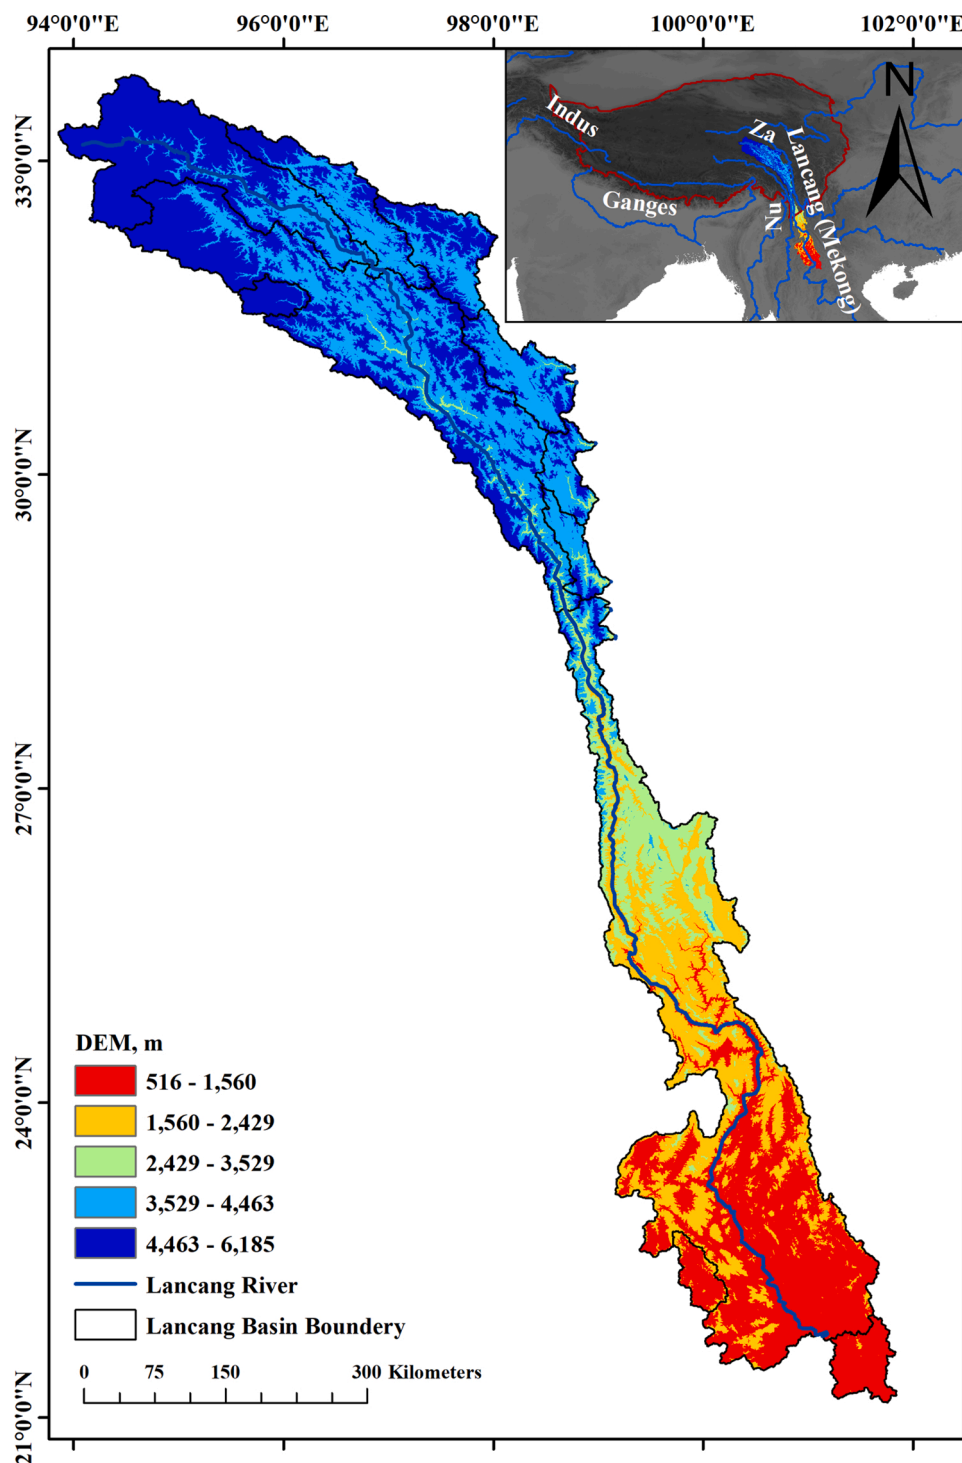 94°0'0"E 96°0'0"E 98°0'0"E 100°0'0"E 102°0'0"E
33°0'0"N
30°0'0"N
27°0'0"N
24°0'0"N
21°0'0"N
N
Indus
Ganges
Za
Lancang (Mekong)
Nu
DEM, m
516 - 1,560
1,560 - 2,429
2,429 - 3,529
3,529 - 4,463
4,463 - 6,185
Lancang River
Lancang Basin Boundery
0 75 150 300 Kilometers